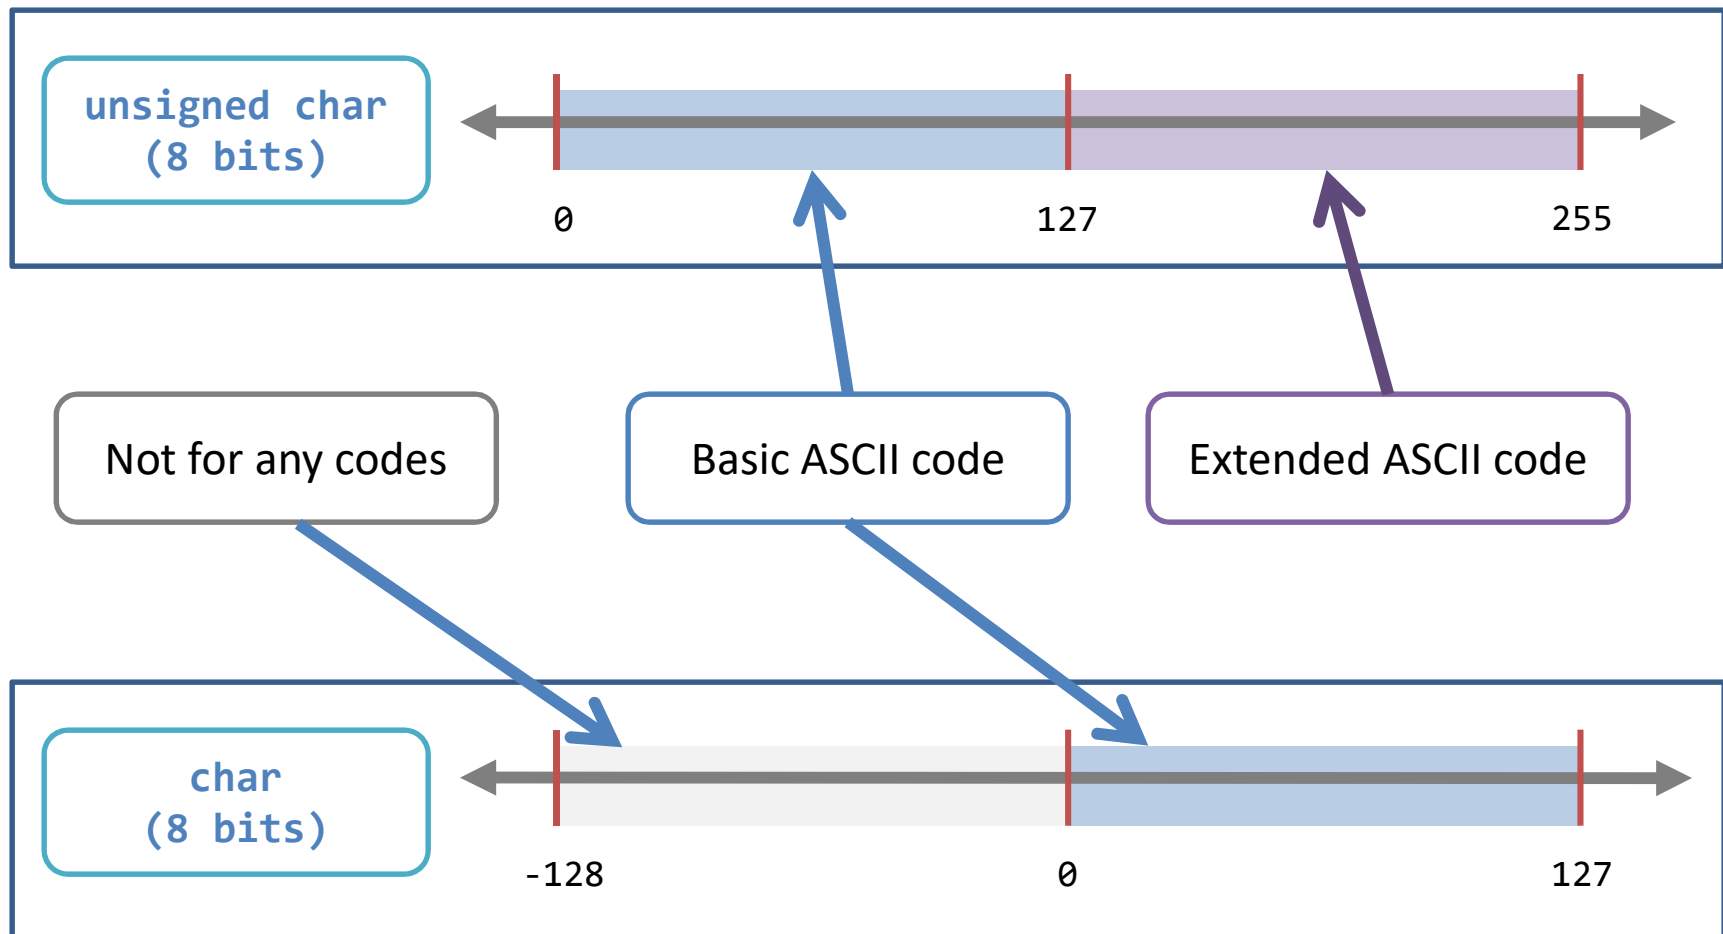 unsigned char
(8 bits)
0
127
255
Not for any codes
Basic ASCII code
Extended ASCII code
char
(8 bits)
-128
0
127